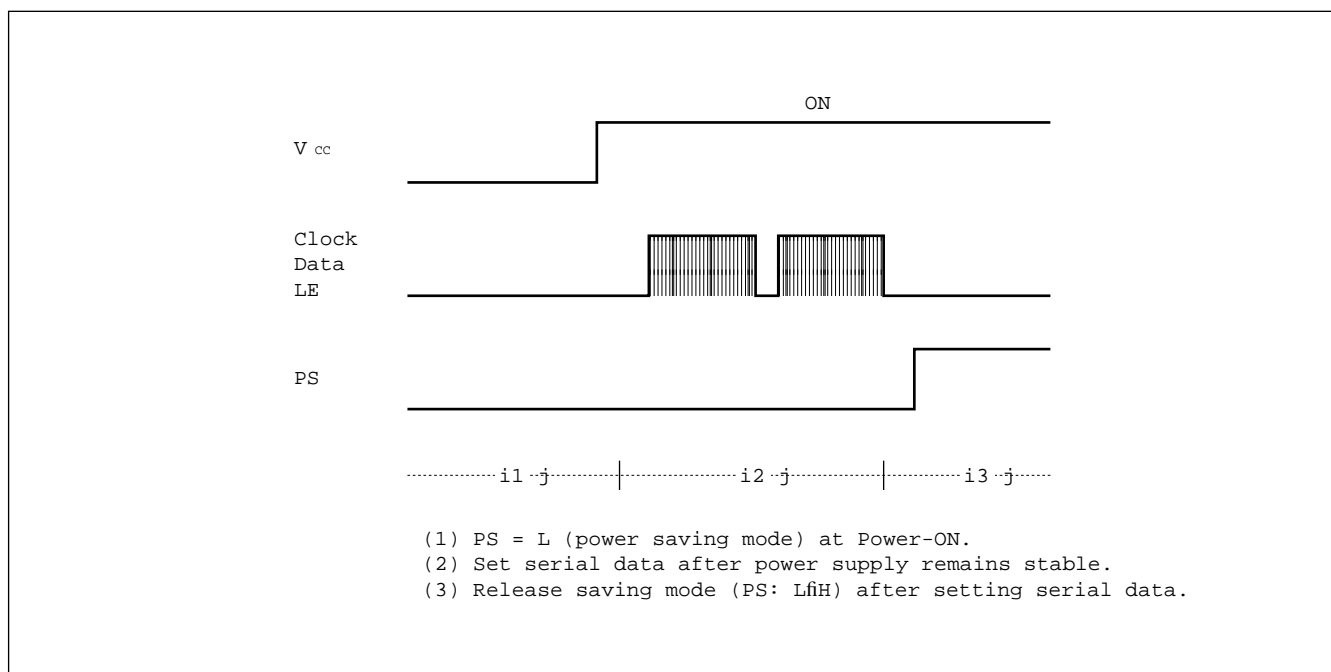 ON
V CC
Clock
Data
LE
PS
i1 j
i2 j
i3 j
(1) PS = L (power saving mode) at Power-ON.
(2) Set serial data after power supply remains stable.
(3) Release saving mode (PS: LfiH) after setting serial data.